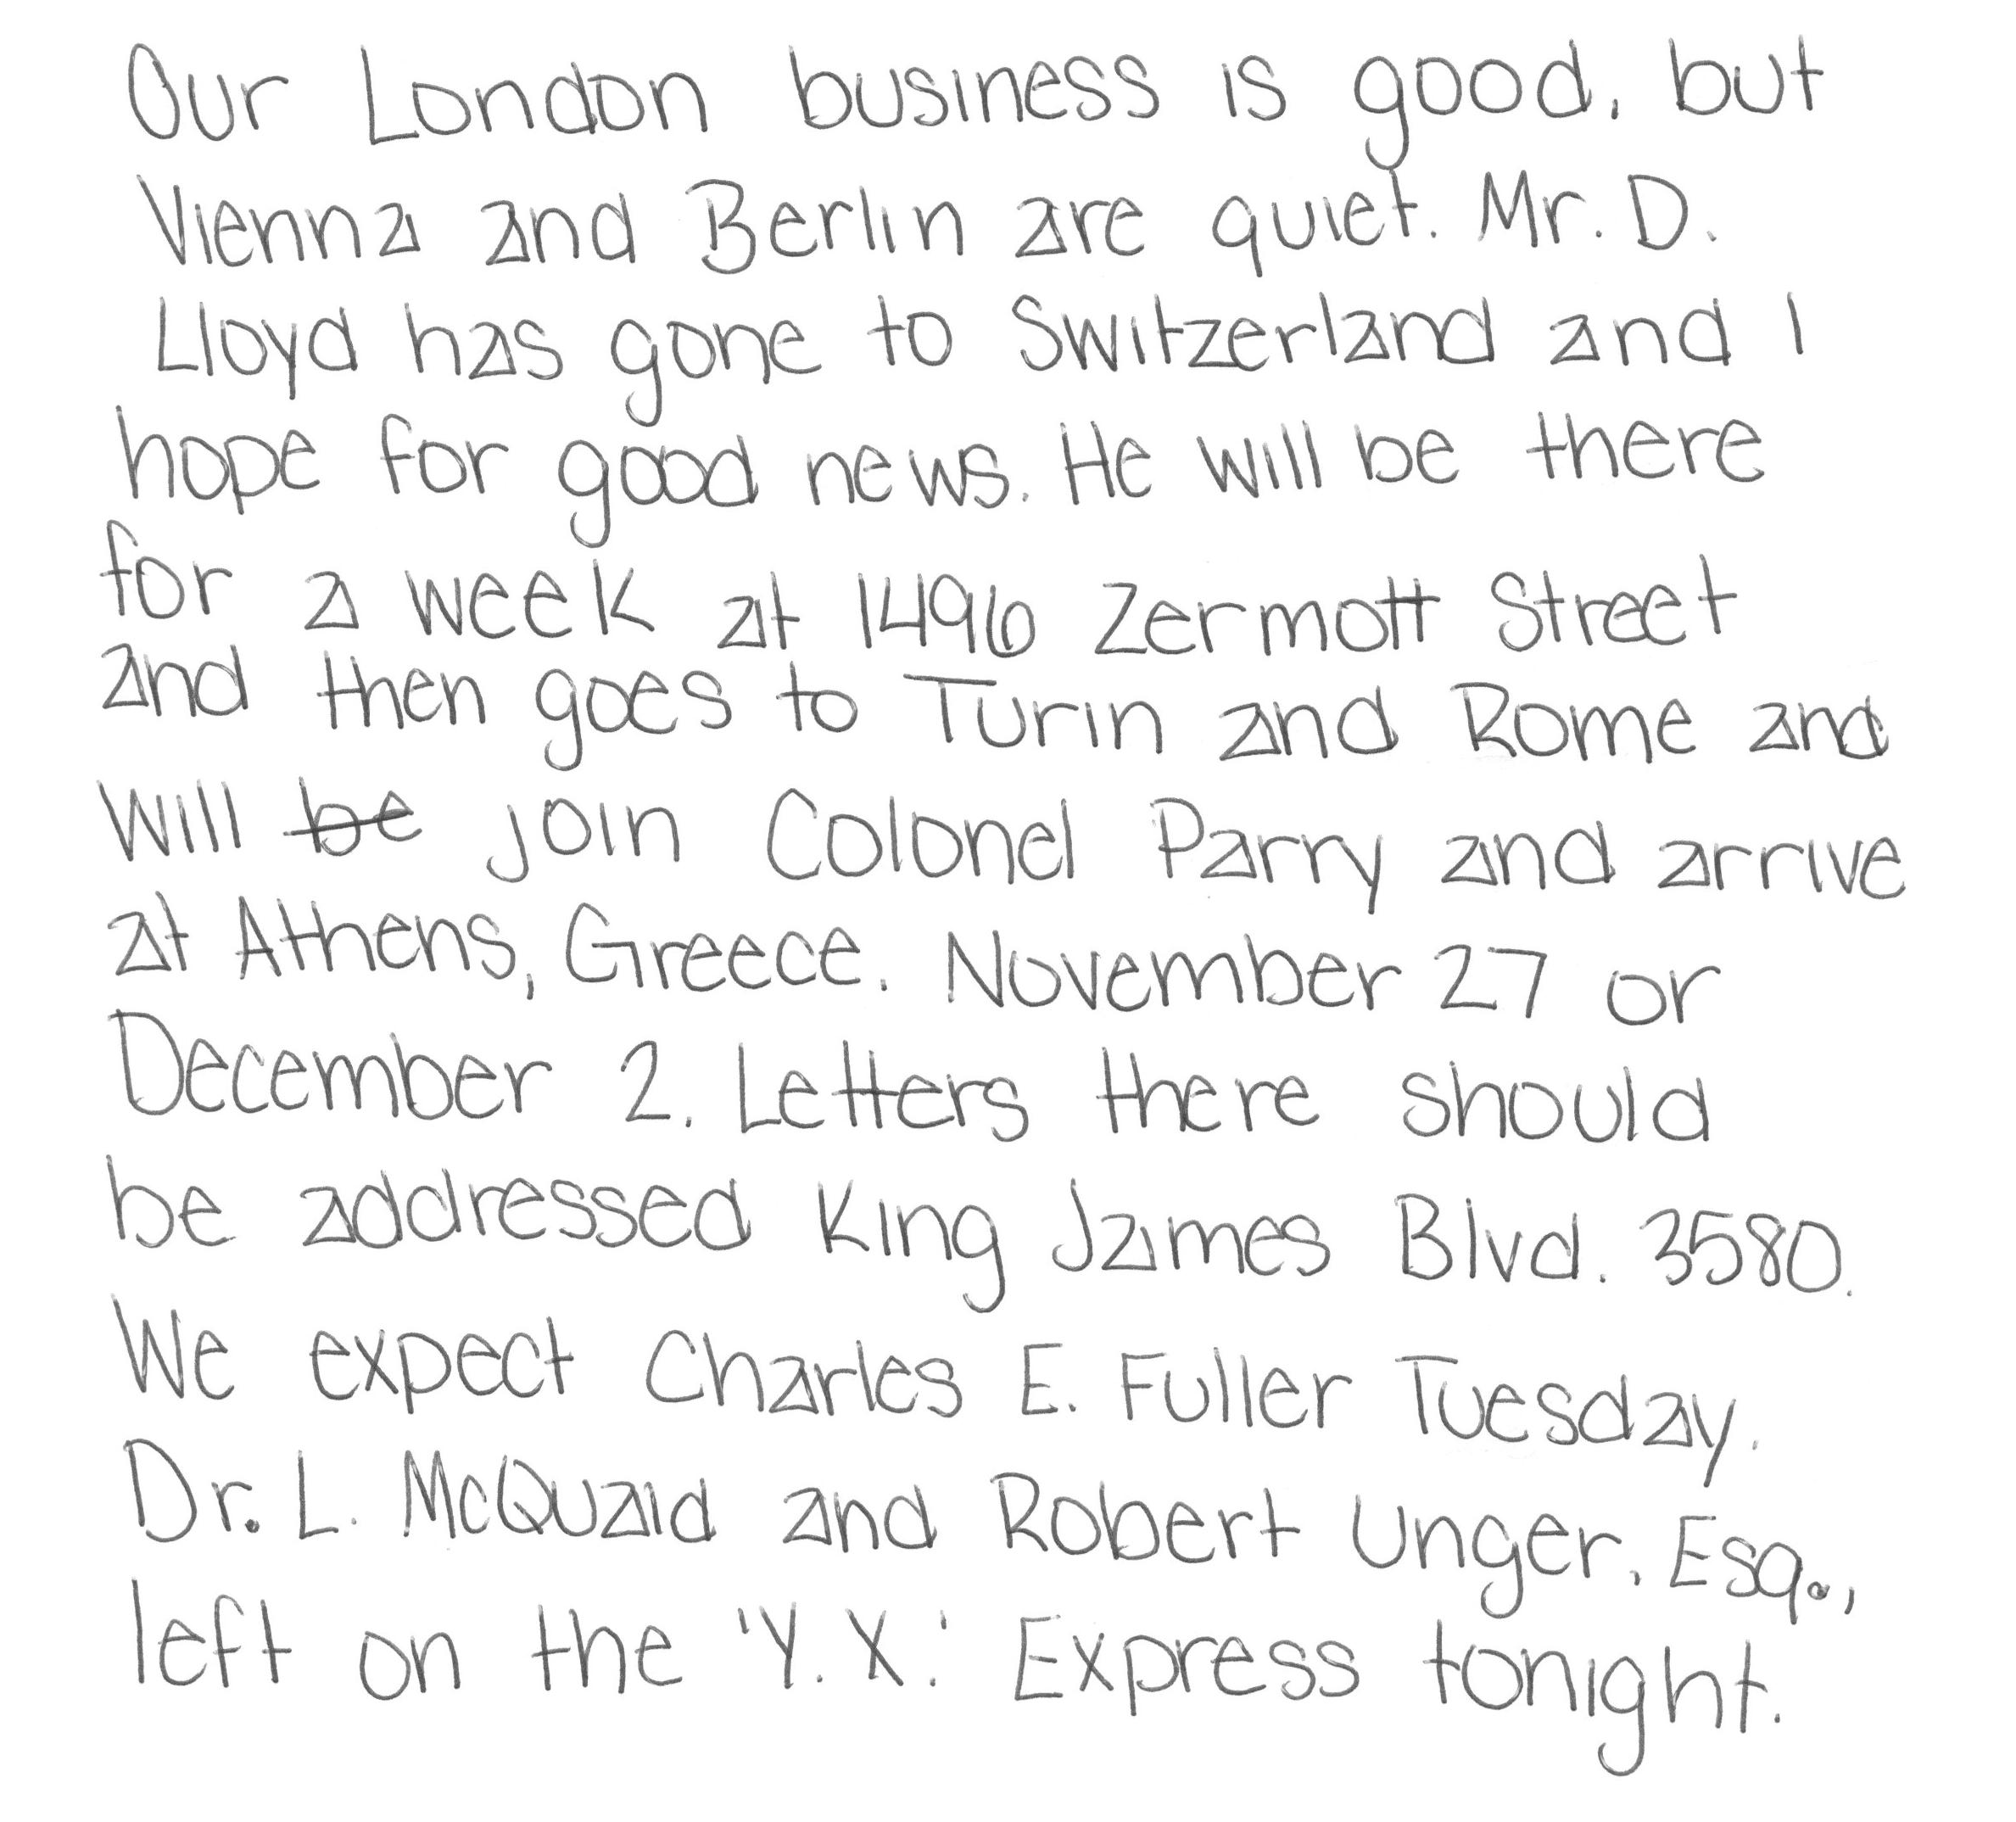 Our London business is good, but
Vienna and Berlin are quiet. Mr. D.
Lloyd has gone to Switzerland and I
hope for good news. He will be there
for a week at 1496 Zermott Street
and then goes to Turin and Rome and
will be join Colonel Parry and arrive
at Athens, Greece. November 27 or
December 2. Letters there should
be addressed King James Blvd. 3580.
We expect Charles E. Fuller Tuesday.
Dr. L. McQuaid and Robert Unger, Esq.,
left on the 'Y.X.' Express tonight.